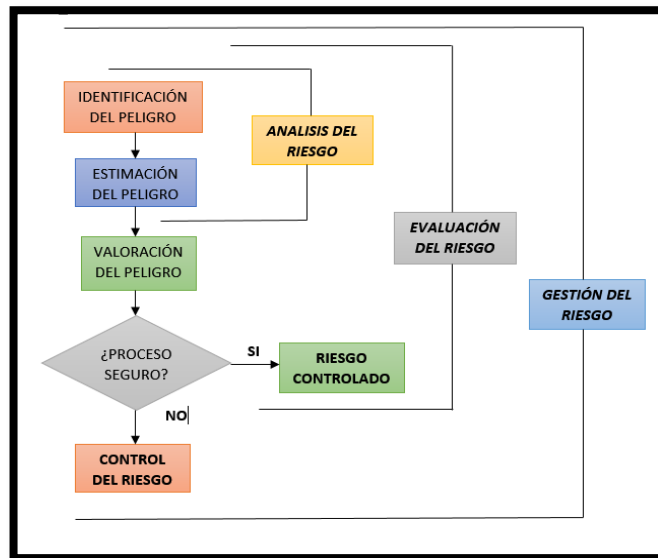 IDENTIFICACIÓN
DEL PELIGRO
ANALISIS DEL
RIESGO
ESTIMACIÓN
DEL PELIGRO
VALORACIÓN
DEL PELIGRO
EVALUACIÓN
DEL RIESGO
GESTIÓN DEL
RIESGO
¿PROCESO
SEGURO?
SI
RIESGO
CONTROLADO
NO
CONTROL
DEL RIESGO